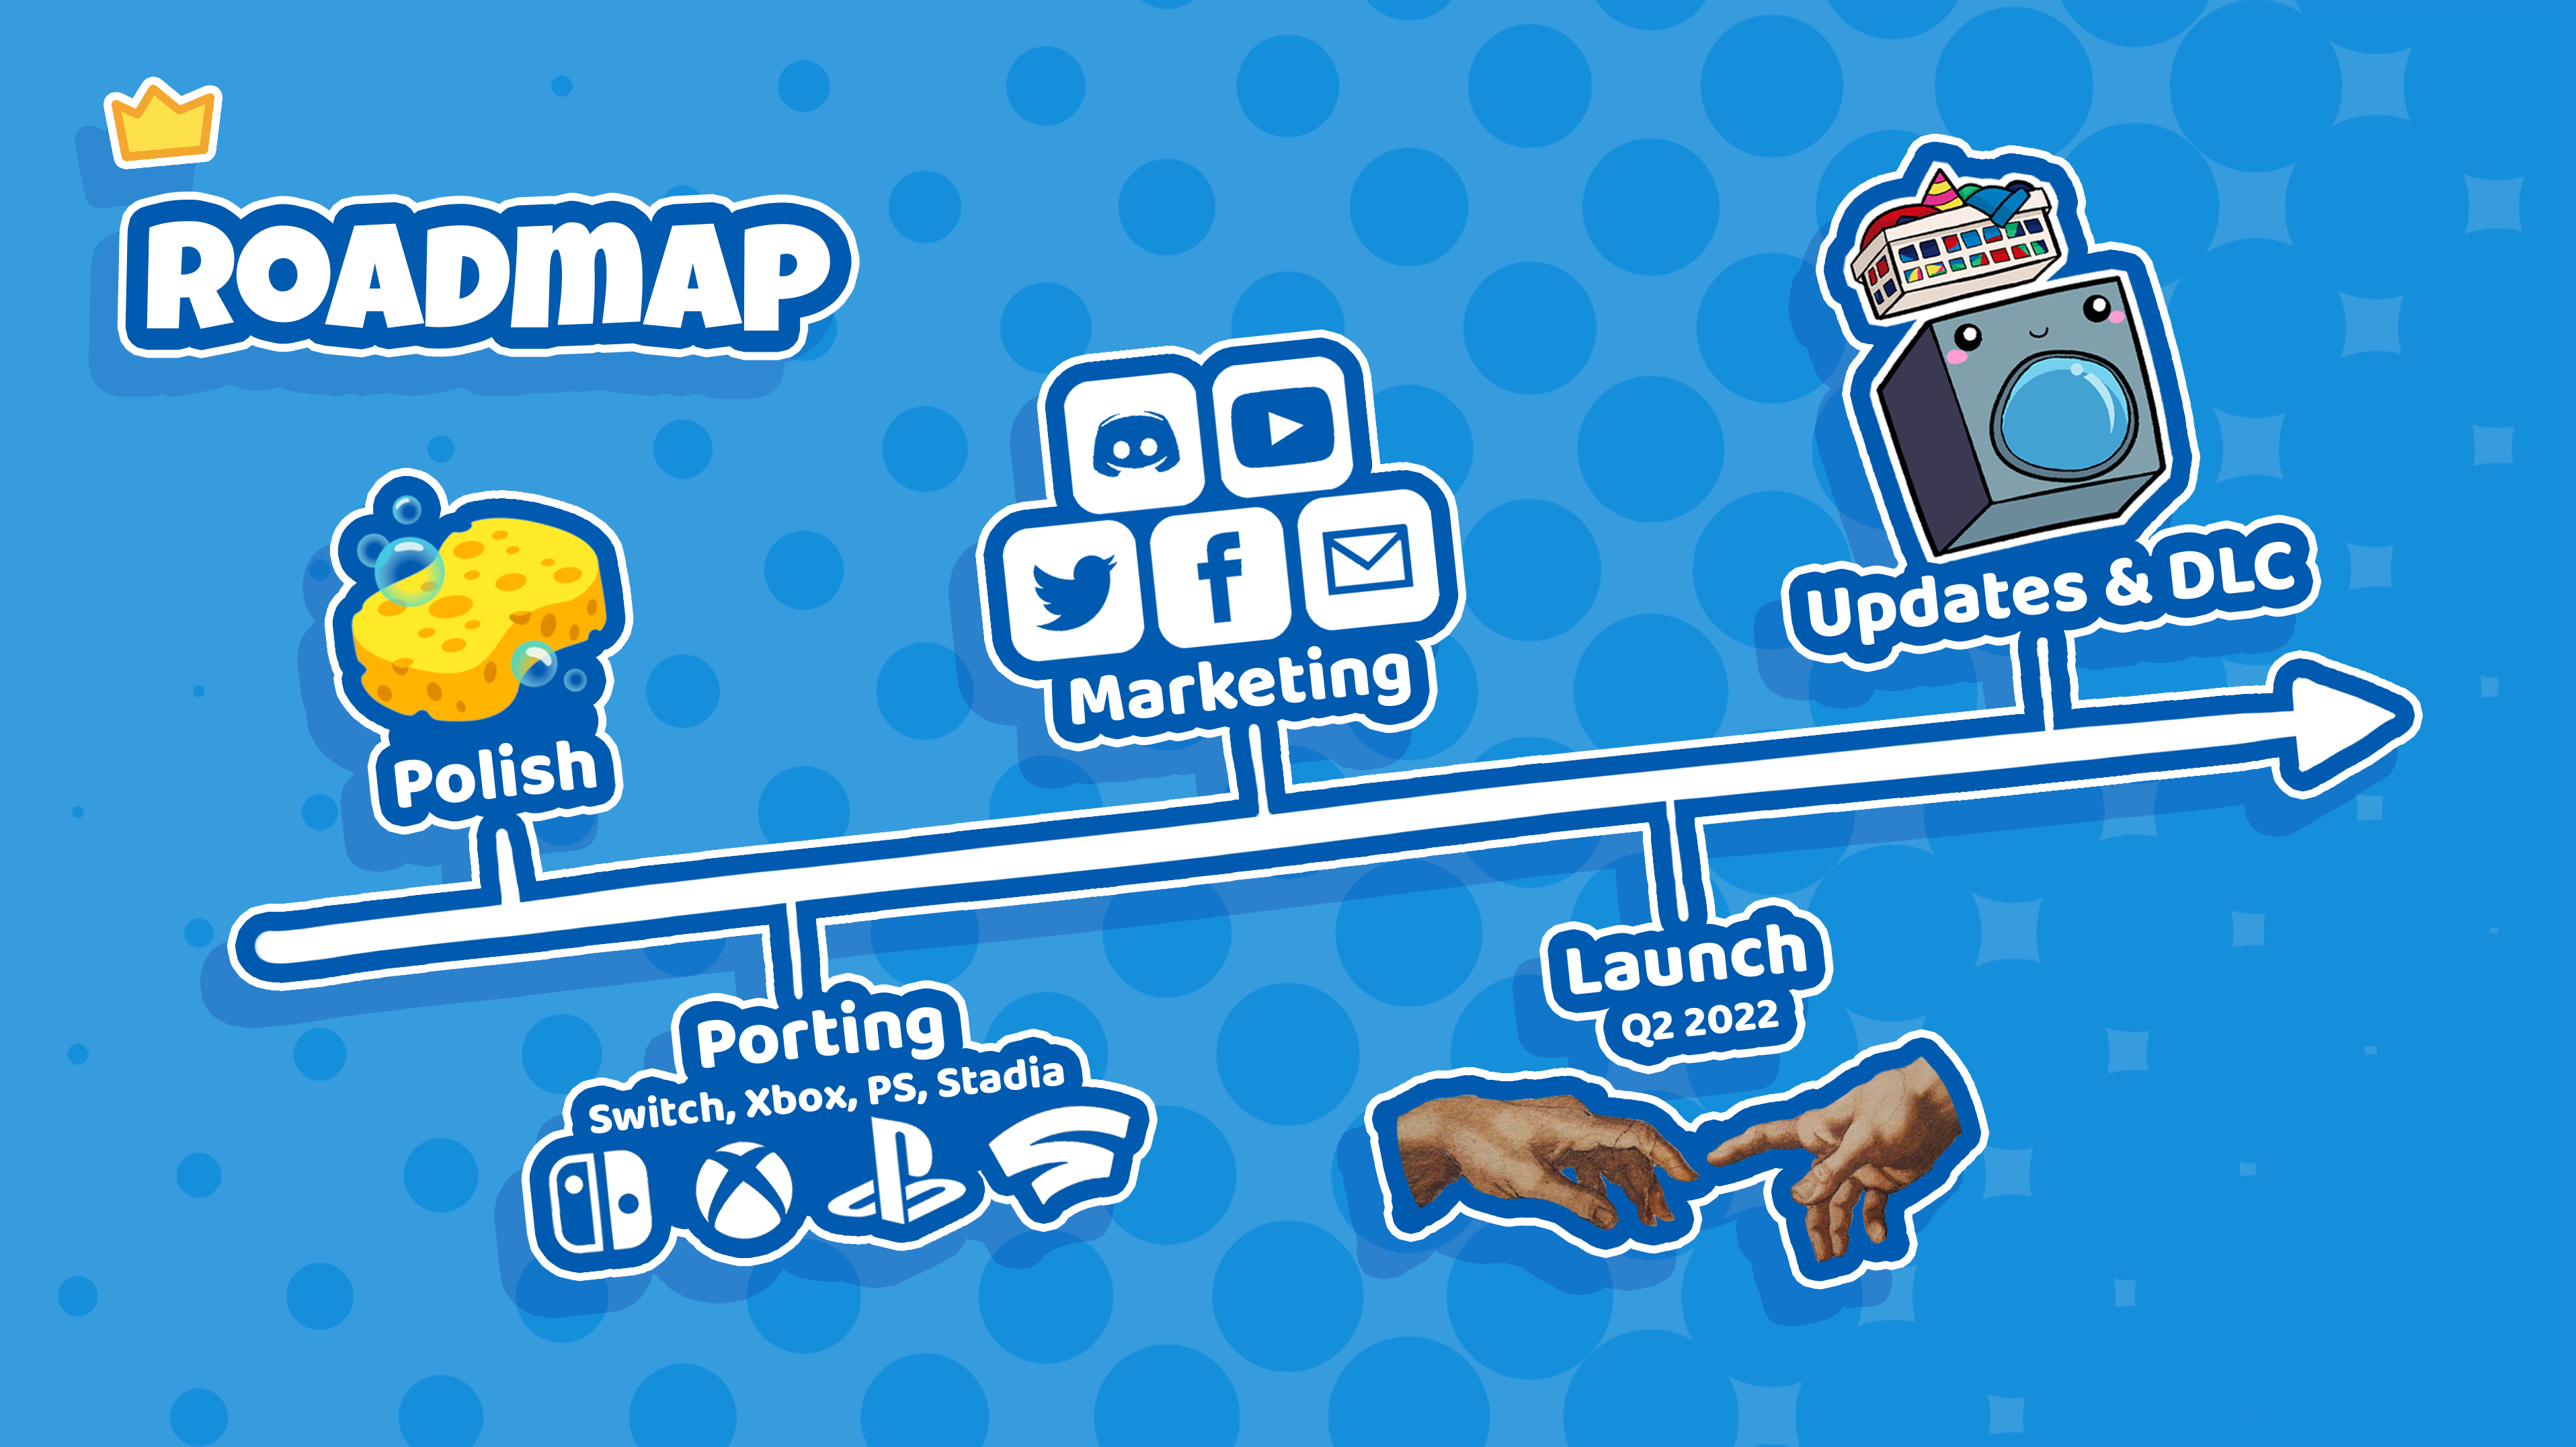 ROADMAP
Polish
Porting
Switch, Xbox, PS, Stadia
Marketing
Launch
Q2 2022
Updates & DLC